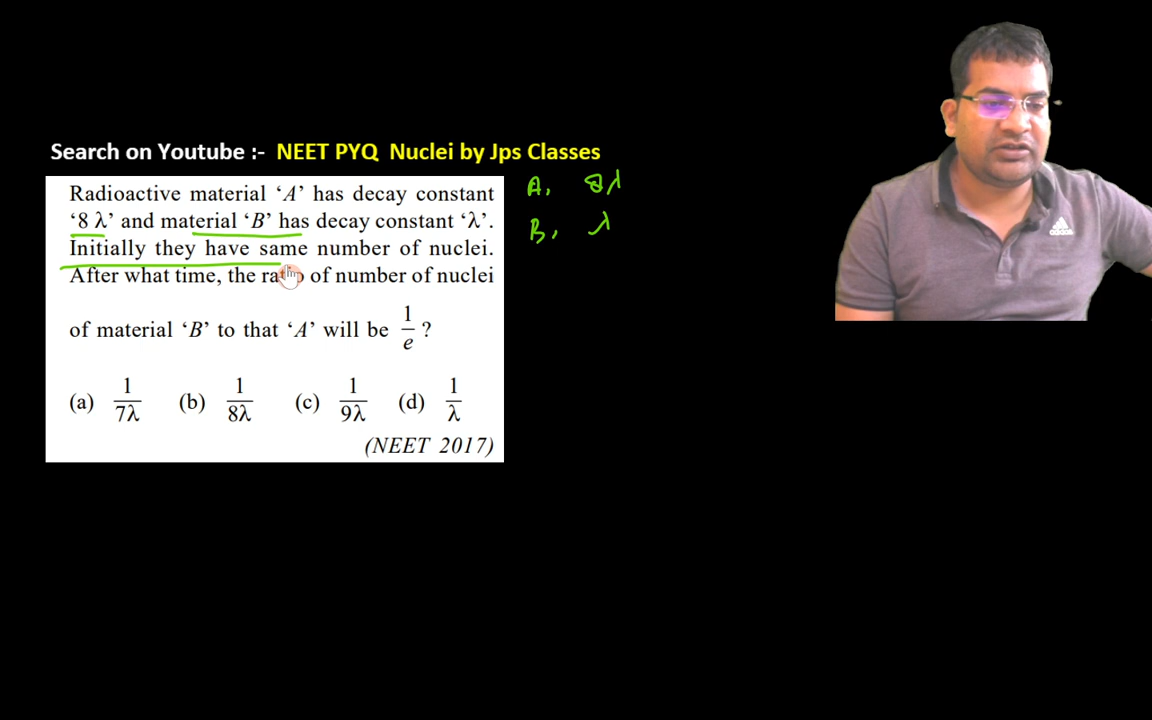 Search on Youtube :- NEET PYQ Nuclei by Jps Classes
Radioactive material ‘A’ has decay constant
‘8 λ’ and material ‘B’ has decay constant ‘λ’.
Initially they have same number of nuclei.
After what time, the ratio of number of nuclei
of material ‘B’ to that ‘A’ will be 1/e ?
(a) 1/7λ (b) 1/8λ (c) 1/9λ (d) 1/λ
(NEET 2017)
A, 8λ
B, λ
adidas